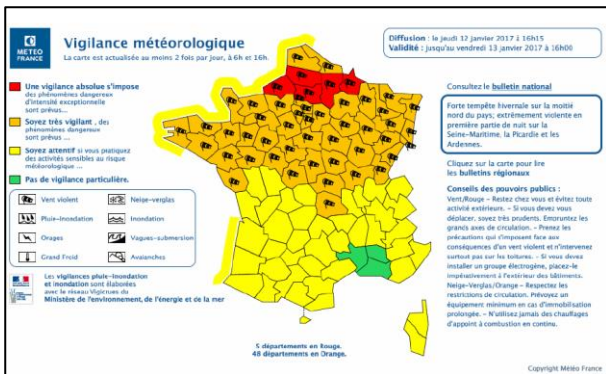 METEO
FRANCE
Vigilance météorologique
La carte est actualisée au moins 2 fois par jour, à 6h et 16h.
Diffusion : le jeudi 12 janvier 2017 à 16h15
Validité : jusqu'au vendredi 13 janvier 2017 à 16h00
Une vigilance absolue s'impose
des phénomènes dangereux
d'intensité exceptionnelle
sont prévus...
Soyez très vigilant, des
phénomènes dangereux
sont prévus ...
Soyez attentif si vous pratiquez
des activités sensibles au risque
météorologique ...
Pas de vigilance particulière.
Vent violent
Neige-verglas
Pluie-Inondation
Inondation
Orages
Vagues-submersion
Grand Froid
Avalanches
Les vigilances pluie-inondation
et inondation sont élaborées
avec le réseau Vigicrues du
Ministère de l'environnement, de l'énergie et de la mer
5 départements en Rouge.
48 départements en Orange.
Consultez le bulletin national
Forte tempête hivernale sur la moitié
nord du pays; extrêmement violente en
première partie de nuit sur la
Seine-Maritime, la Picardie et les
Ardennes.
Cliquez sur la carte pour lire
les bulletins régionaux
Conseils des pouvoirs publics :
Vent/Rouge - Restez chez vous et évitez toute
activité extérieure. - Si vous devez vous
déplacer, soyez très prudents. Empruntez les
grands axes de circulation. - Prenez les
précautions qui s'imposent face aux
conséquences d'un vent violent et n'intervenez
surtout pas sur les toitures. - Si vous devez
installer un groupe électrogène, placez-le
impérativement à l'extérieur des bâtiments.
Neige-Verglas/Orange - Respectez les
restrictions de circulation. Prévoyez un
équipement minimum en cas d'immobilisation
prolongée. - N'utilisez jamais des chauffages
d'appoint à combustion en continu.
Copyright Météo France